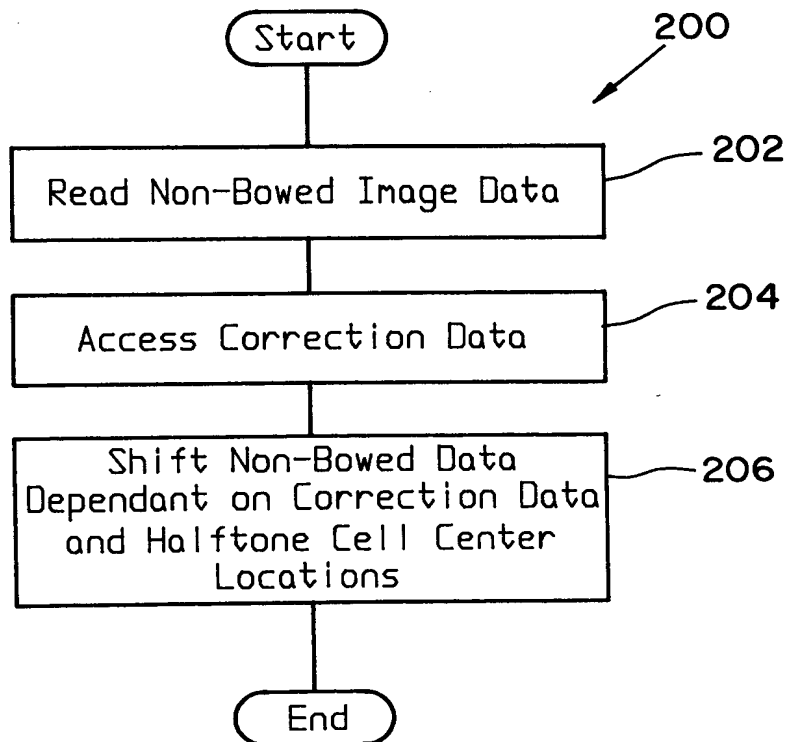 Start
200
202
Read Non-Bowed Image Data
204
Access Correction Data
206
Shift Non-Bowed Data
Dependant on Correction Data
and Halftone Cell Center
Locations
End